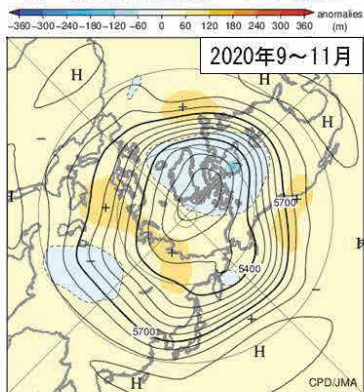 -360 -300 -240 -180 -120 -60 0 60 120 180 240 300 360 anomalies
(m)
2020年9～11月
H
H
+
-
+
+
5700
H
+
-
5400
-
5700
+
H
H
-
+
H
CPD/JMA